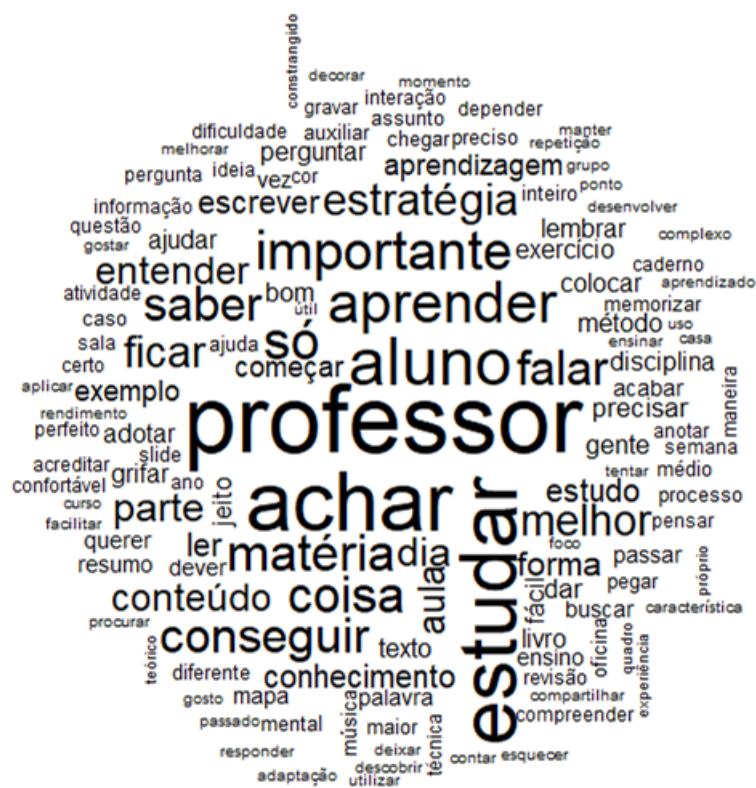 constrangido
decorar momento
gravar interação depender
assunto
dificuldade auxiliar chegar preciso manter
melhorar perguntar repetição
pergunta ideia vez cor aprendizagem grupo
informação escrever estratégia inteiro ponto
questão desenvolver
gostar ajudar importante lembrar complexo
entender exercício caderno
atividade saber bom aprender colocar aprendizado
caso útil memorizar
sala ficar ajuda só método uso
certo começar aluno falar ensinar casa
aplicar exemplo disciplina maneira
rendimento professor acabar
perfeito adotar precisar
slide gente anotar
acreditar grifar ano semana
confortável jeito achar tentar médio
curso parte estudar estudo processo
facilitar melhor pensar
querer ler matéria dia foco
resumo dever forma passar próprio
conteúdo coisa aula dar fácil pegar
procurar buscar característica
conseguir texto livro oficina quadro
teórico ensino experiência
diferente conhecimento revisão
gosto mapa palavra compartilhar
passado mental música maior técnica compreender
responder deixar contar esquecer
descobrir
adaptação utilizar